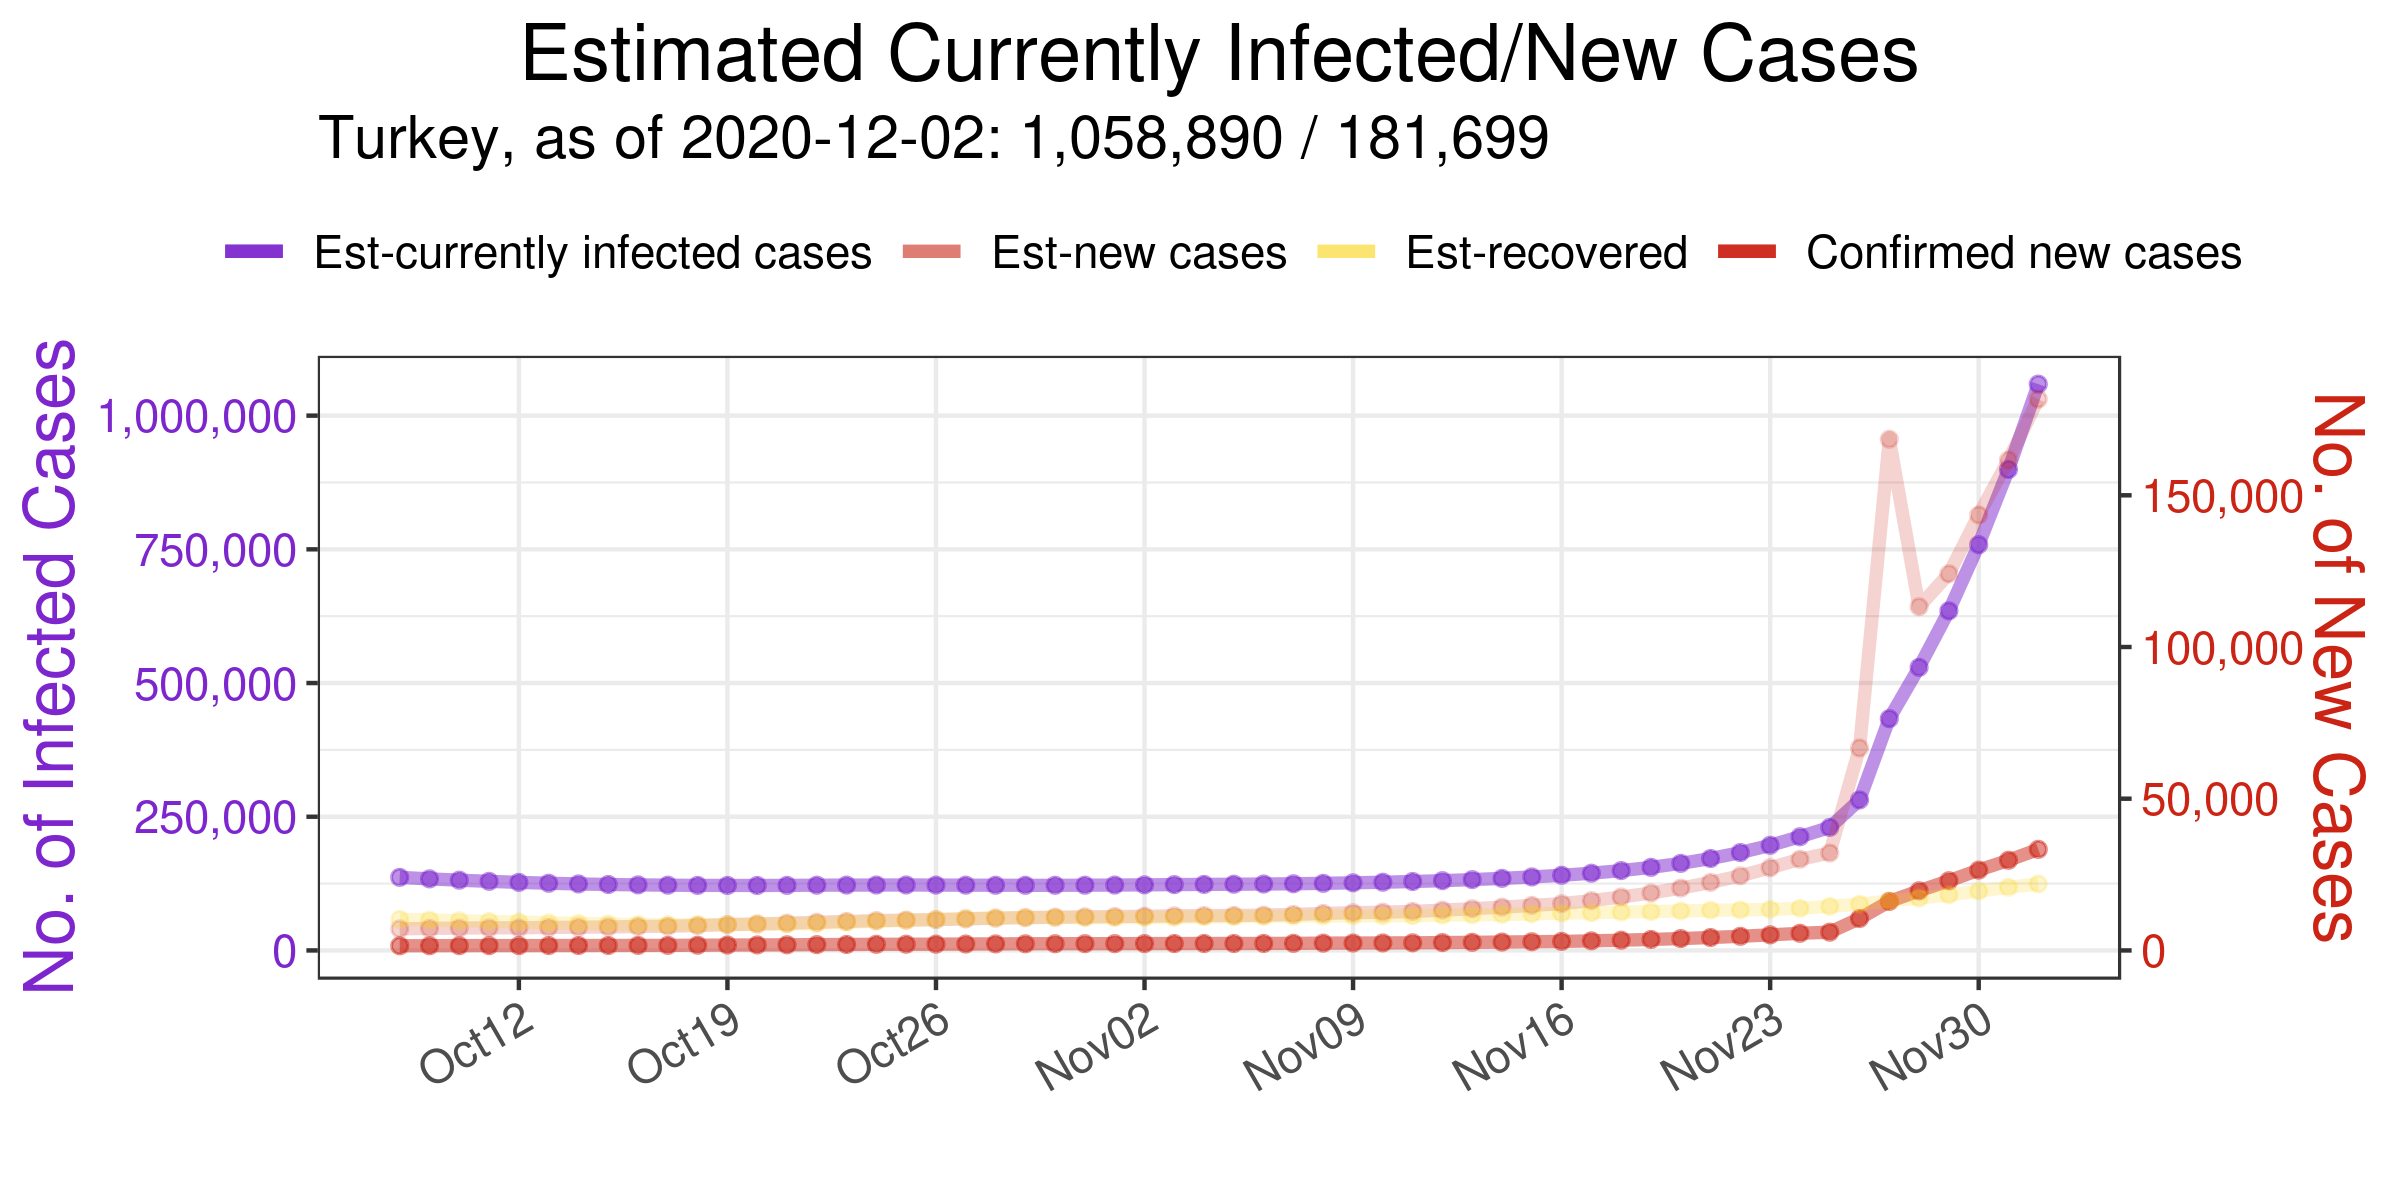 Estimated Currently Infected/New Cases
Turkey, as of 2020-12-02: 1,058,890 / 181,699
Est-currently infected cases Est-new cases Est-recovered Confirmed new cases
No. of Infected Cases
1,000,000
750,000
500,000
250,000
0
150,000
100,000
50,000
0
No. of New Cases
Oct12 Oct19 Oct26 Nov02 Nov09 Nov16 Nov23 Nov30